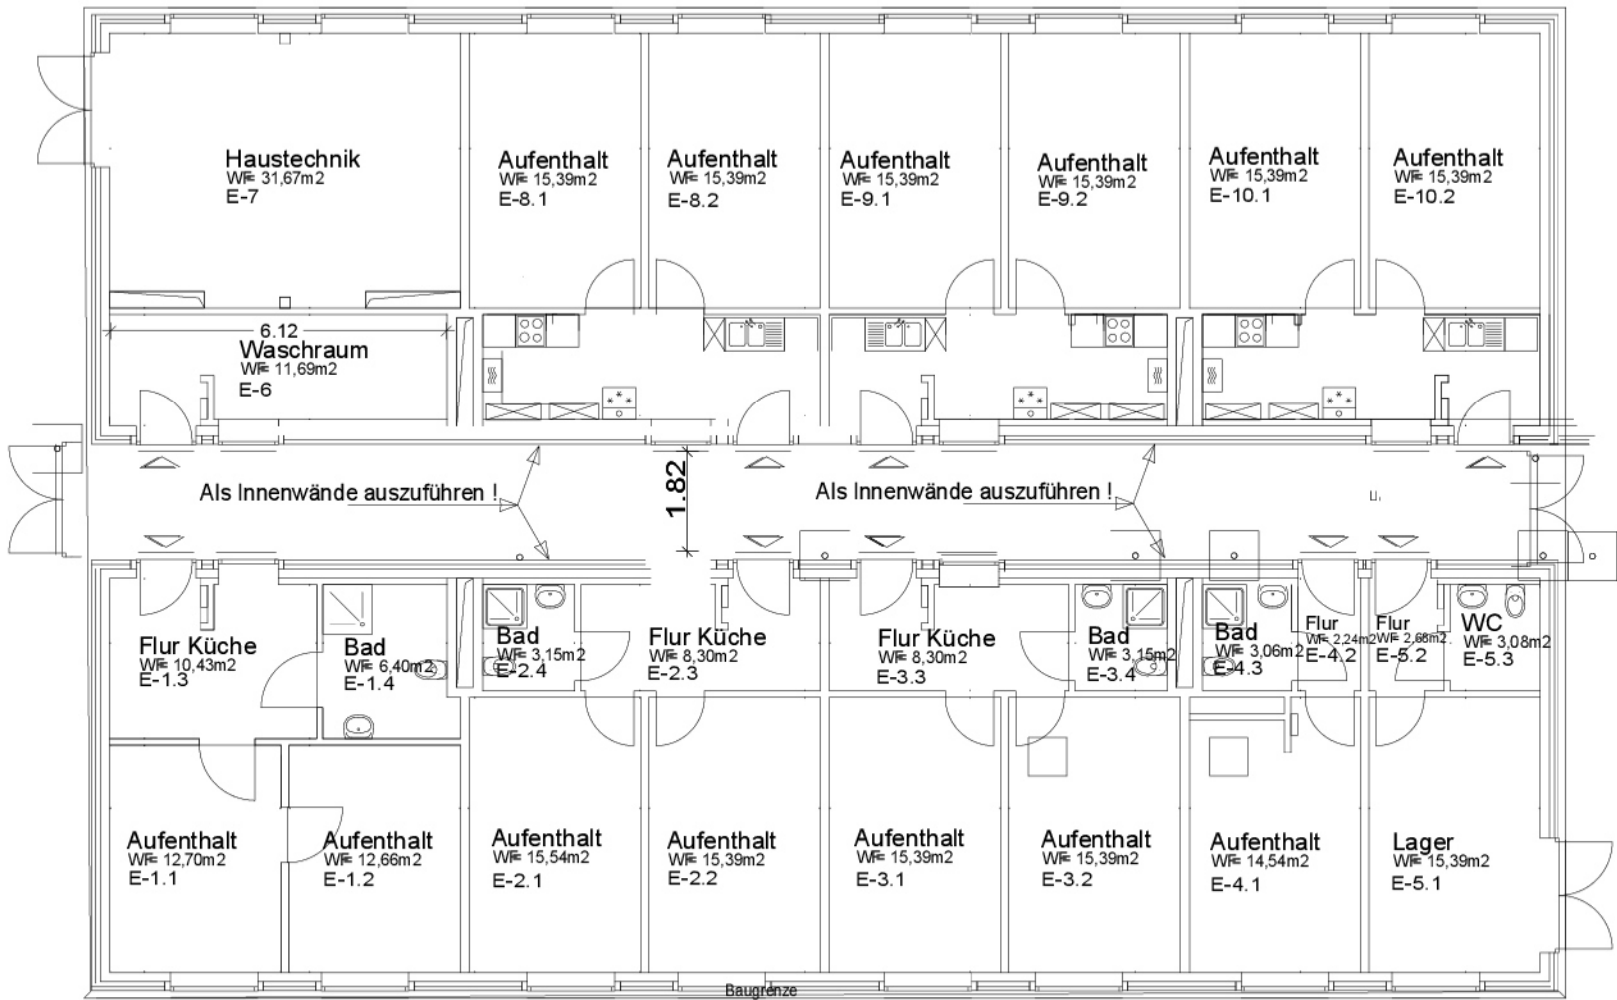 Haustechnik
WF= 31,67m2
E-7
Aufenthalt
WF= 15,39m2
E-8.1
Aufenthalt
WF= 15,39m2
E-8.2
Aufenthalt
WF= 15,39m2
E-9.1
Aufenthalt
WF= 15,39m2
E-9.2
Aufenthalt
WF= 15,39m2
E-10.1
Aufenthalt
WF= 15,39m2
E-10.2
6.12
Waschraum
WF= 11,69m2
E-6
Als Innenwände auszuführen !
1.82
Als Innenwände auszuführen !
Flur Küche
WF= 10,43m2
E-1.3
Bad
WF= 6,40m2
E-1.4
Bad
WF= 3,15m2
E-2.4
Flur Küche
WF= 8,30m2
E-2.3
Flur Küche
WF= 8,30m2
E-3.3
Bad
WF= 3,15m2
E-3.4
Bad
WF= 3,06m2
E-4.3
Flur
WF= 2,24m2
E-4.2
Flur
WF= 2,68m2
E-5.2
WC
WF= 3,08m2
E-5.3
Aufenthalt
WF= 12,70m2
E-1.1
Aufenthalt
WF= 12,66m2
E-1.2
Aufenthalt
WF= 15,54m2
E-2.1
Aufenthalt
WF= 15,39m2
E-2.2
Aufenthalt
WF= 15,39m2
E-3.1
Aufenthalt
WF= 15,39m2
E-3.2
Aufenthalt
WF= 14,54m2
E-4.1
Lager
WF= 15,39m2
E-5.1
Baugrenze